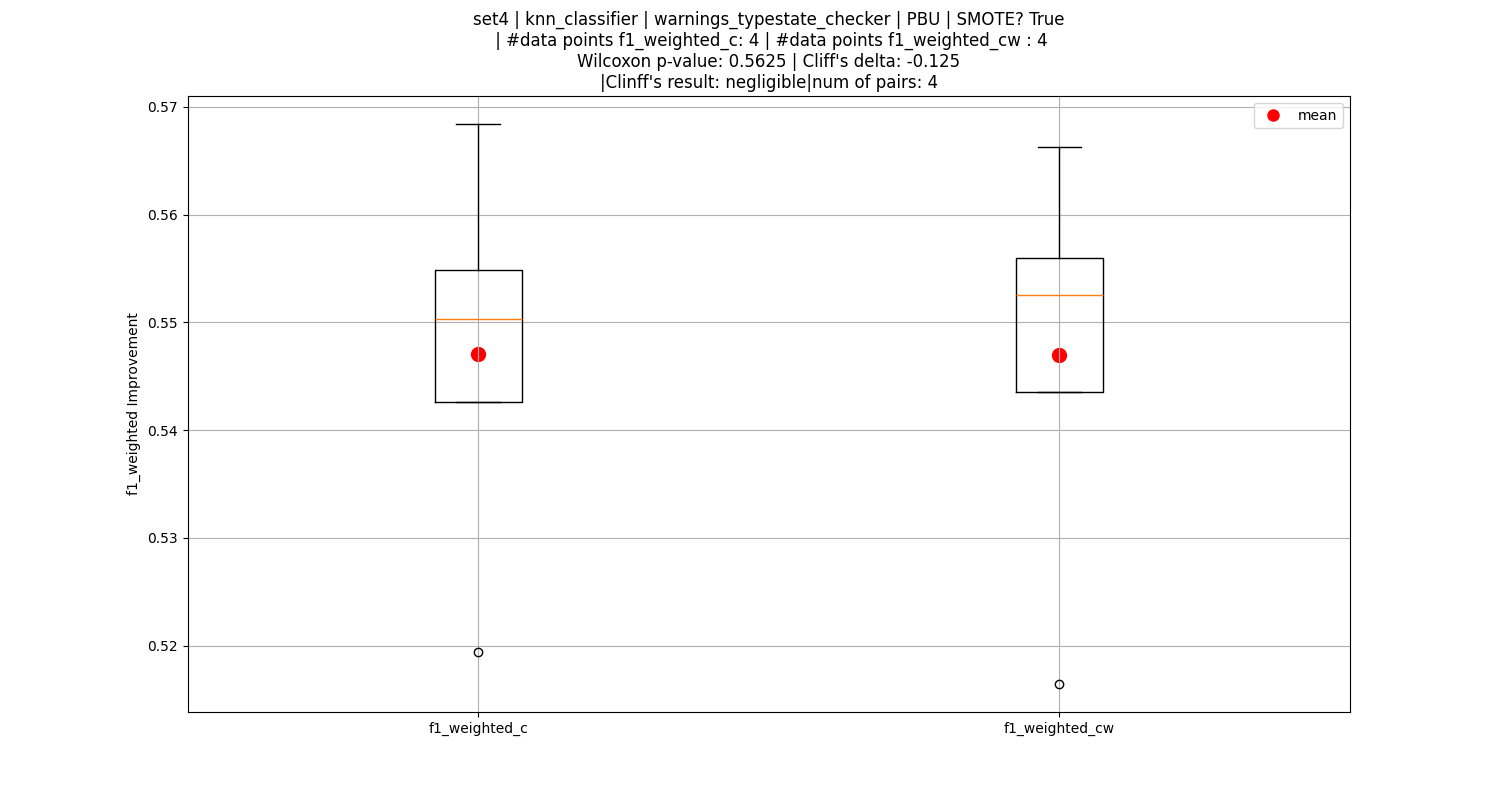 set4 | knn_classifier | warnings_typestate_checker | PBU | SMOTE? True
| #data points f1_weighted_c: 4 | #data points f1_weighted_cw : 4
Wilcoxon p-value: 0.5625 | Cliff's delta: -0.125
|Clinff's result: negligible|num of pairs: 4
mean
0.57
0.56
0.55
0.54
0.53
0.52
f1_weighted Improvement
f1_weighted_c
f1_weighted_cw